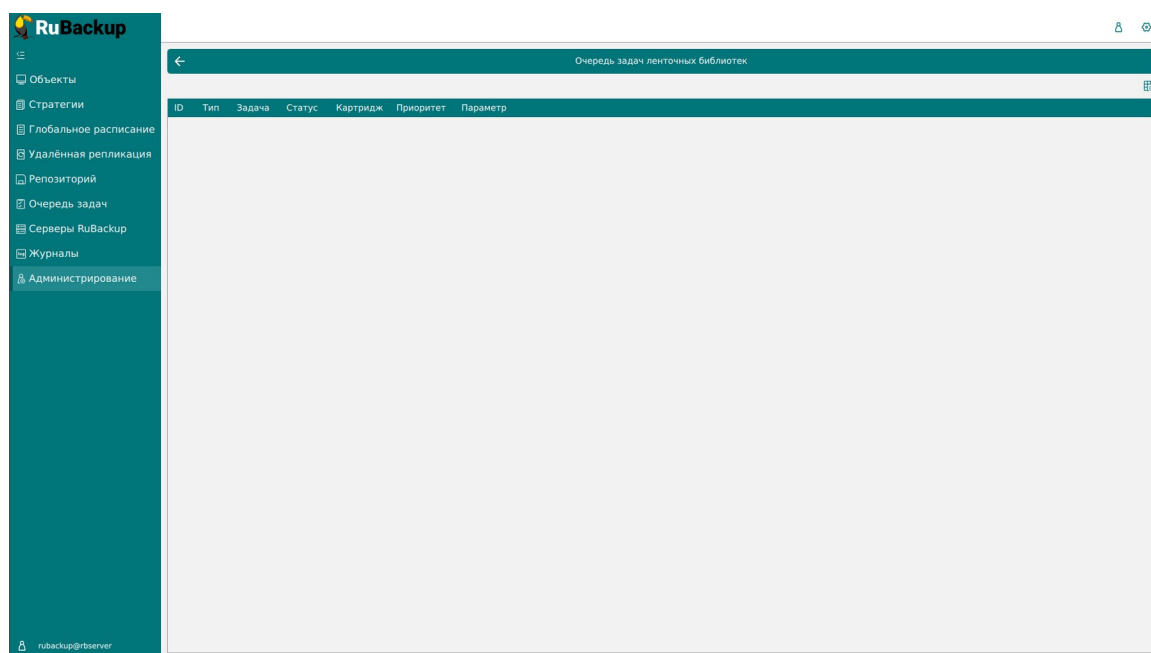 RuBackup
Очередь задач ленточных библиотек
Объекты
Стратегии
Глобальное расписание
Удалённая репликация
Репозиторий
Очередь задач
Серверы RuBackup
Журналы
Администрирование
ID Тип Задача Статус Картридж Приоритет Параметр
rubackup@rbserver